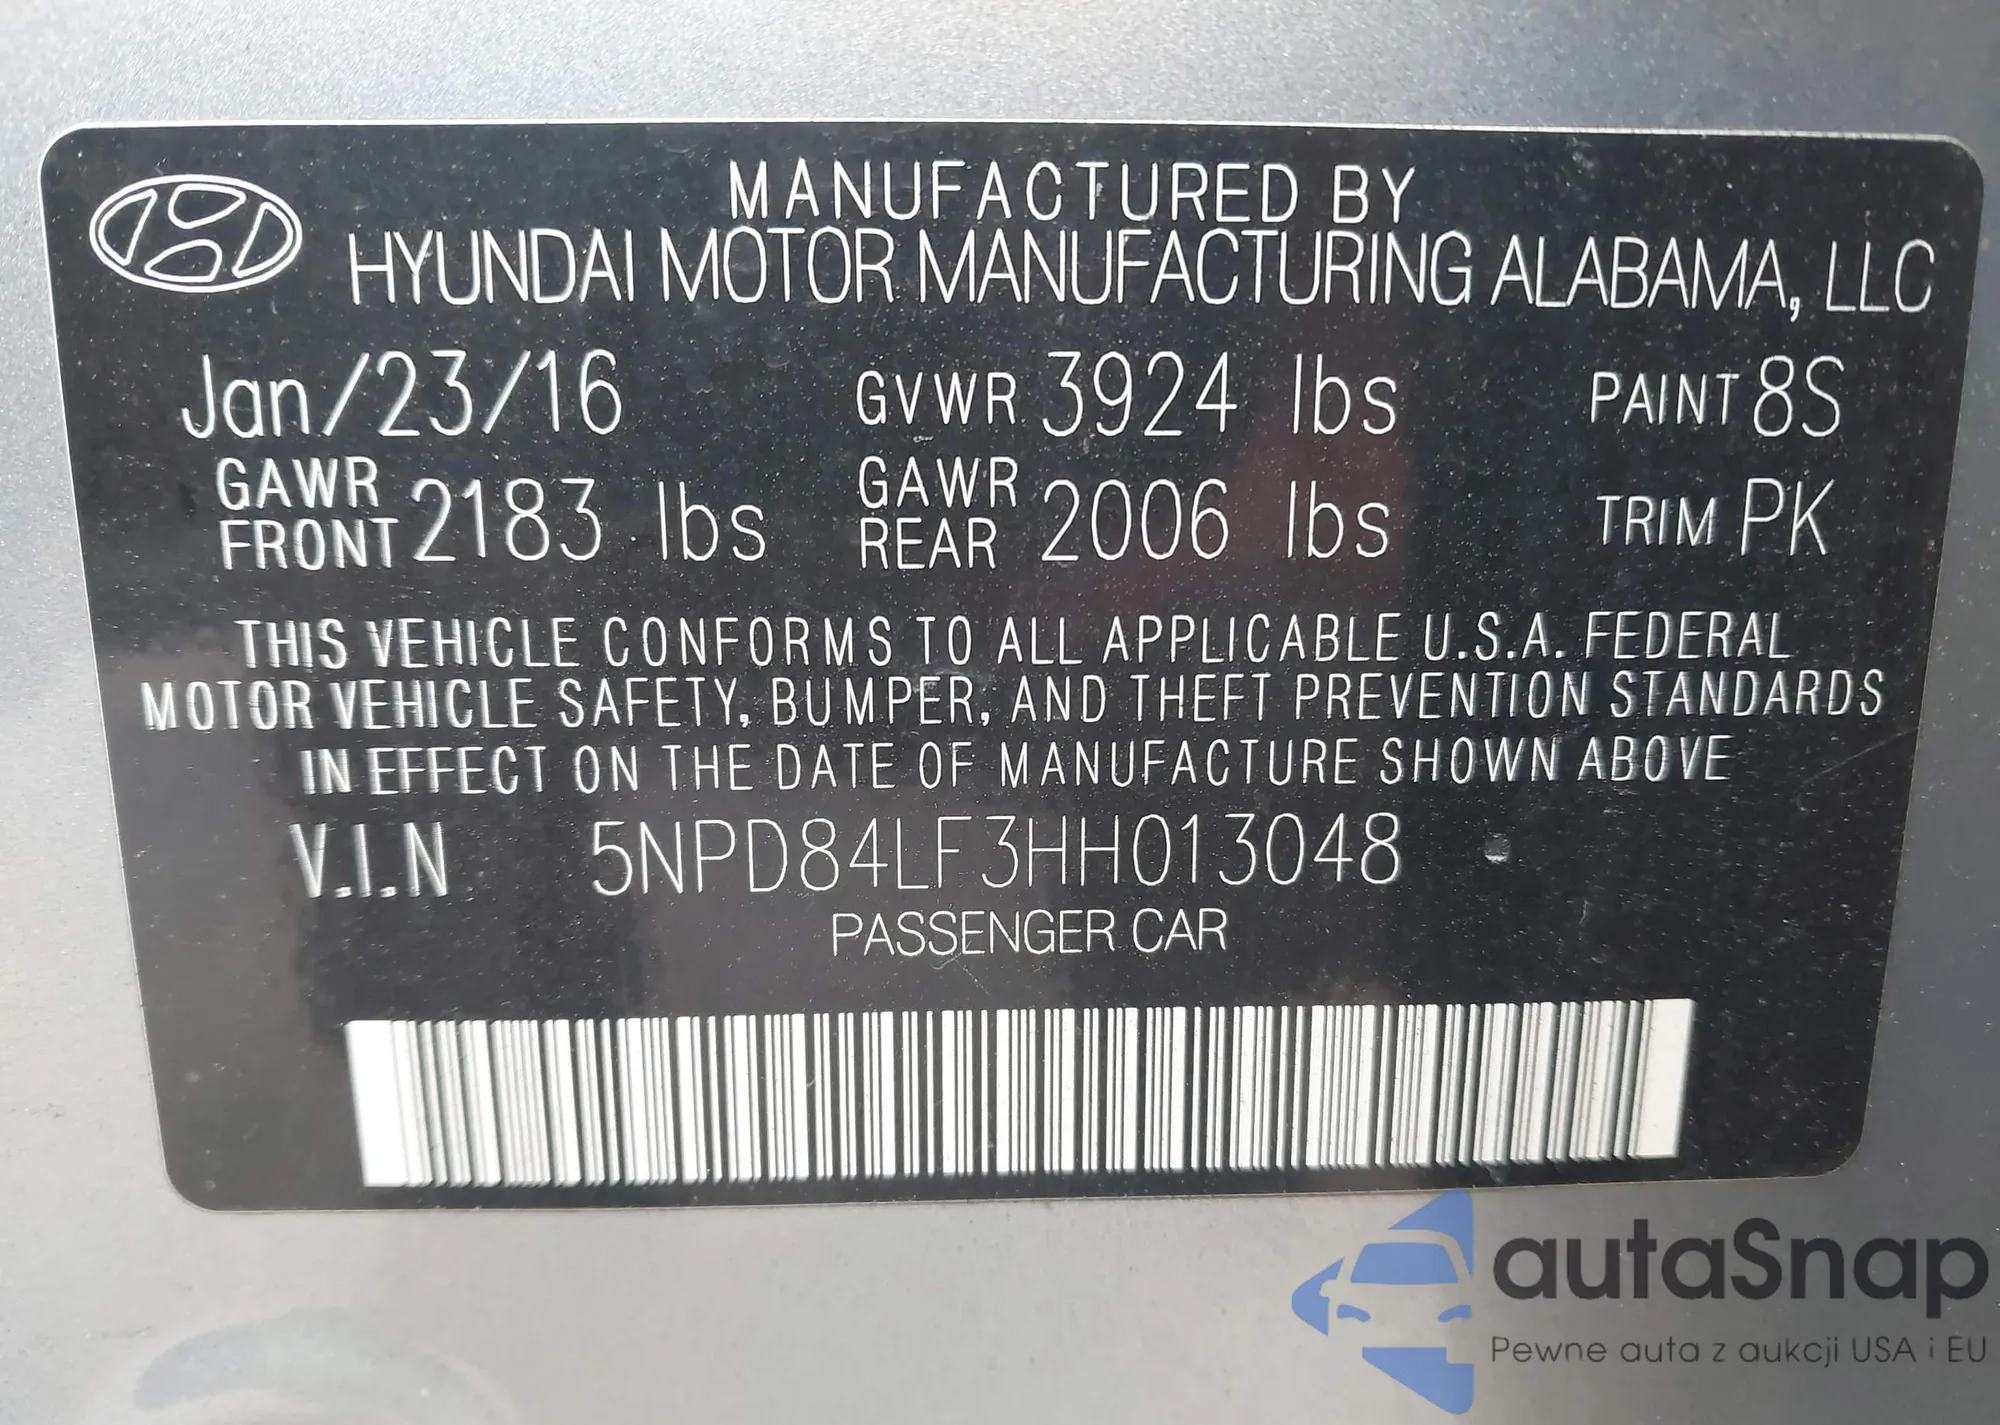 MANUFACTURED BY
HYUNDAI MOTOR MANUFACTURING ALABAMA, LLC
Jan/23/16 GVWR 3924 lbs PAINT 8S
GAWR FRONT 2183 lbs GAWR REAR 2006 lbs TRIM PK
THIS VEHICLE CONFORMS TO ALL APPLICABLE U.S.A. FEDERAL
MOTOR VEHICLE SAFETY, BUMPER, AND THEFT PREVENTION STANDARDS
IN EFFECT ON THE DATE OF MANUFACTURE SHOWN ABOVE
V.I.N 5NPD84LF3HH013048
PASSENGER CAR
autaSnap
Pewne auta z aukcji USA i EU